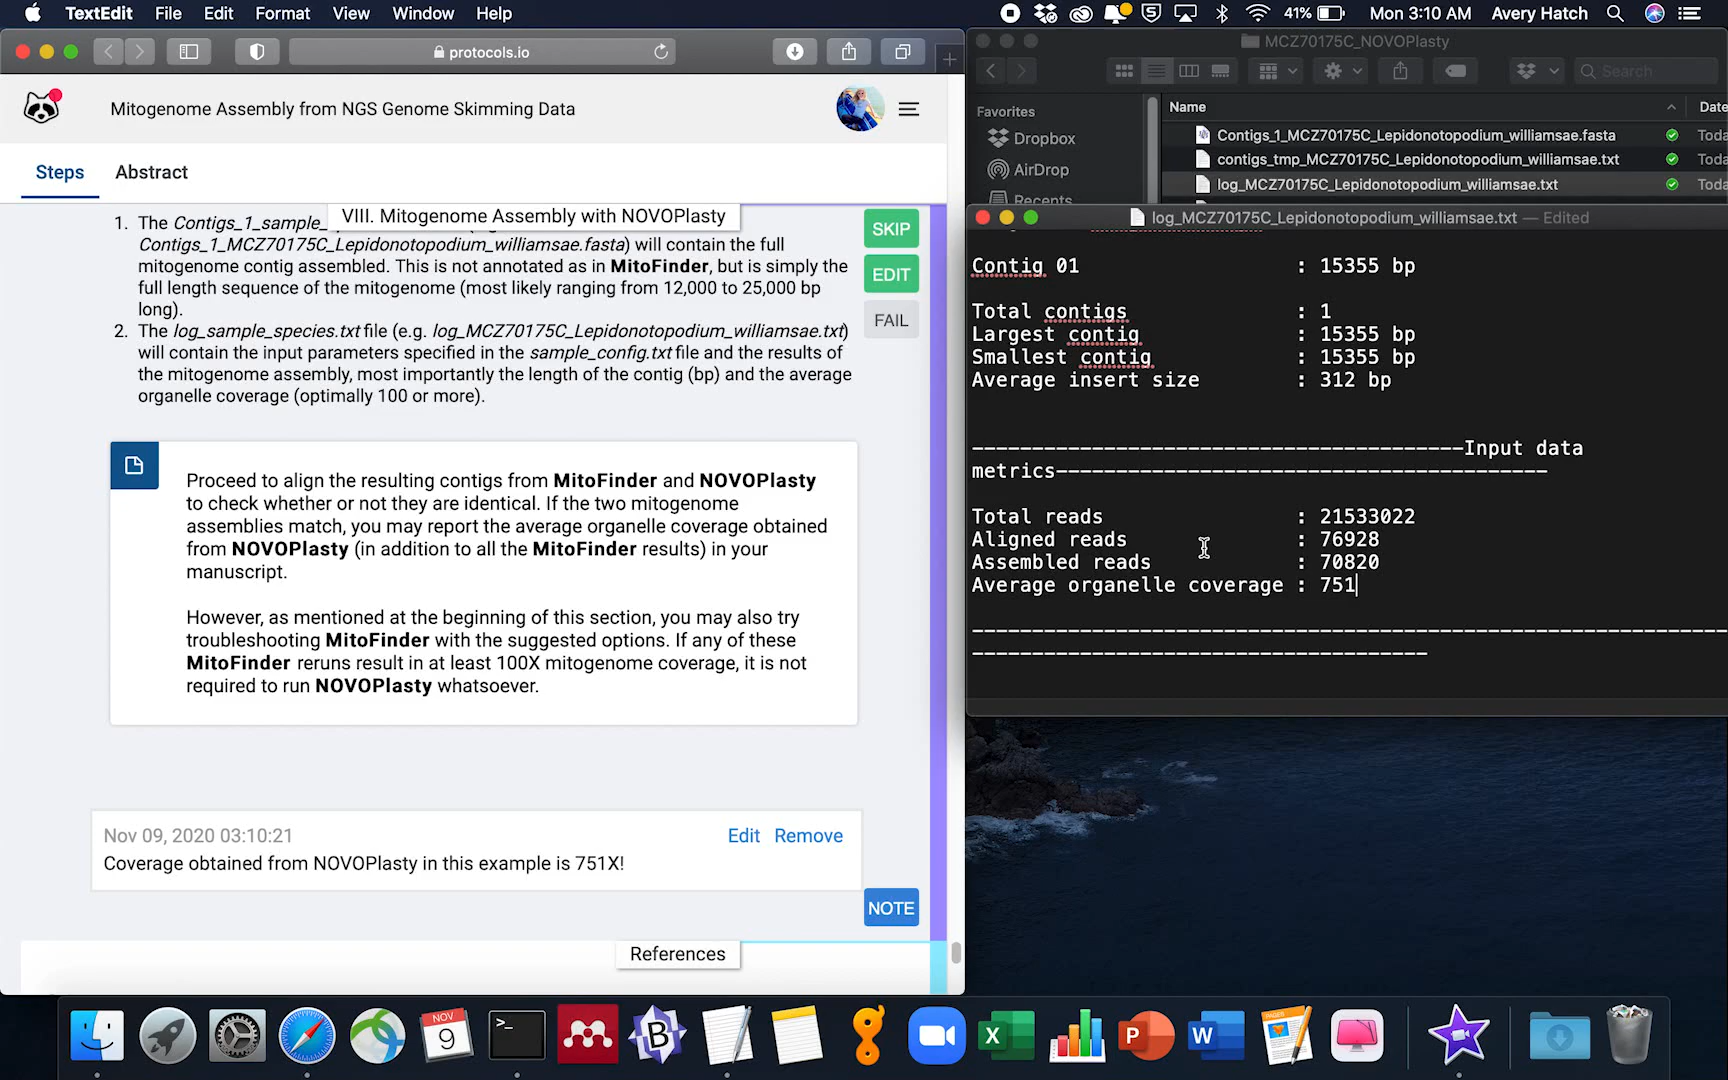 TextEdit File Edit Format View Window Help
41% Mon 3:10 AM Avery Hatch
protocols.io
Mitogenome Assembly from NGS Genome Skimming Data
Steps Abstract
VIII. Mitogenome Assembly with NOVOPlasty
1. The Contigs_1_sample_
Contigs_1_MCZ70175C_Lepidonotopodium_williamsae.fasta) will contain the full
mitogenome contig assembled. This is not annotated as in MitoFinder, but is simply the
full length sequence of the mitogenome (most likely ranging from 12,000 to 25,000 bp
long).
2. The log_sample_species.txt file (e.g. log_MCZ70175C_Lepidonotopodium_williamsae.txt)
will contain the input parameters specified in the sample_config.txt file and the results of
the mitogenome assembly, most importantly the length of the contig (bp) and the average
organelle coverage (optimally 100 or more).
SKIP
EDIT
FAIL
Proceed to align the resulting contigs from MitoFinder and NOVOPlasty
to check whether or not they are identical. If the two mitogenome
assemblies match, you may report the average organelle coverage obtained
from NOVOPlasty (in addition to all the MitoFinder results) in your
manuscript.
However, as mentioned at the beginning of this section, you may also try
troubleshooting MitoFinder with the suggested options. If any of these
MitoFinder reruns result in at least 100X mitogenome coverage, it is not
required to run NOVOPlasty whatsoever.
Nov 09, 2020 03:10:21 Edit Remove
Coverage obtained from NOVOPlasty in this example is 751X!
NOTE
References
MCZ70175C_NOVOPlasty
Search
Favorites
Dropbox
AirDrop
Recents
Name Date
Contigs_1_MCZ70175C_Lepidonotopodium_williamsae.fasta Toda
contigs_tmp_MCZ70175C_Lepidonotopodium_williamsae.txt Toda
log_MCZ70175C_Lepidonotopodium_williamsae.txt Toda
log_MCZ70175C_Lepidonotopodium_williamsae.txt — Edited
Contig 01 : 15355 bp
Total contigs : 1
Largest contig : 15355 bp
Smallest contig : 15355 bp
Average insert size : 312 bp
-----------------------------------------Input data
metrics-----------------------------------------
Total reads : 21533022
Aligned reads : 76928
Assembled reads : 70820
Average organelle coverage : 751
NOV
9
>_
B
X
P
W
PAGES